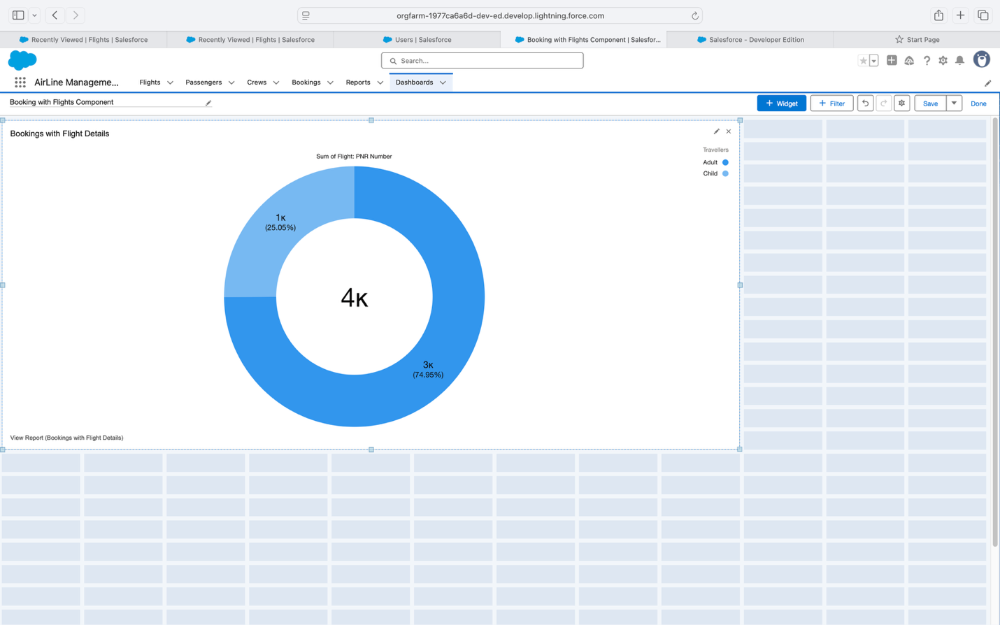 orgfarm-1977ca6a6d-dev-ed.develop.lightning.force.com
Recently Viewed | Flights | Salesforce
Recently Viewed | Flights | Salesforce
Users | Salesforce
Booking with Flights Component | Salesfor...
Salesforce - Developer Edition
Start Page
Search...
AirLine Manageme...
Flights
Passengers
Crews
Bookings
Reports
Dashboards
Booking with Flights Component
+ Widget
+ Filter
Save
Done
Bookings with Flight Details
Sum of Flight: PNR Number
Travellers
Adult
Child
1K
(25.05%)
4K
3K
(74.95%)
View Report (Bookings with Flight Details)